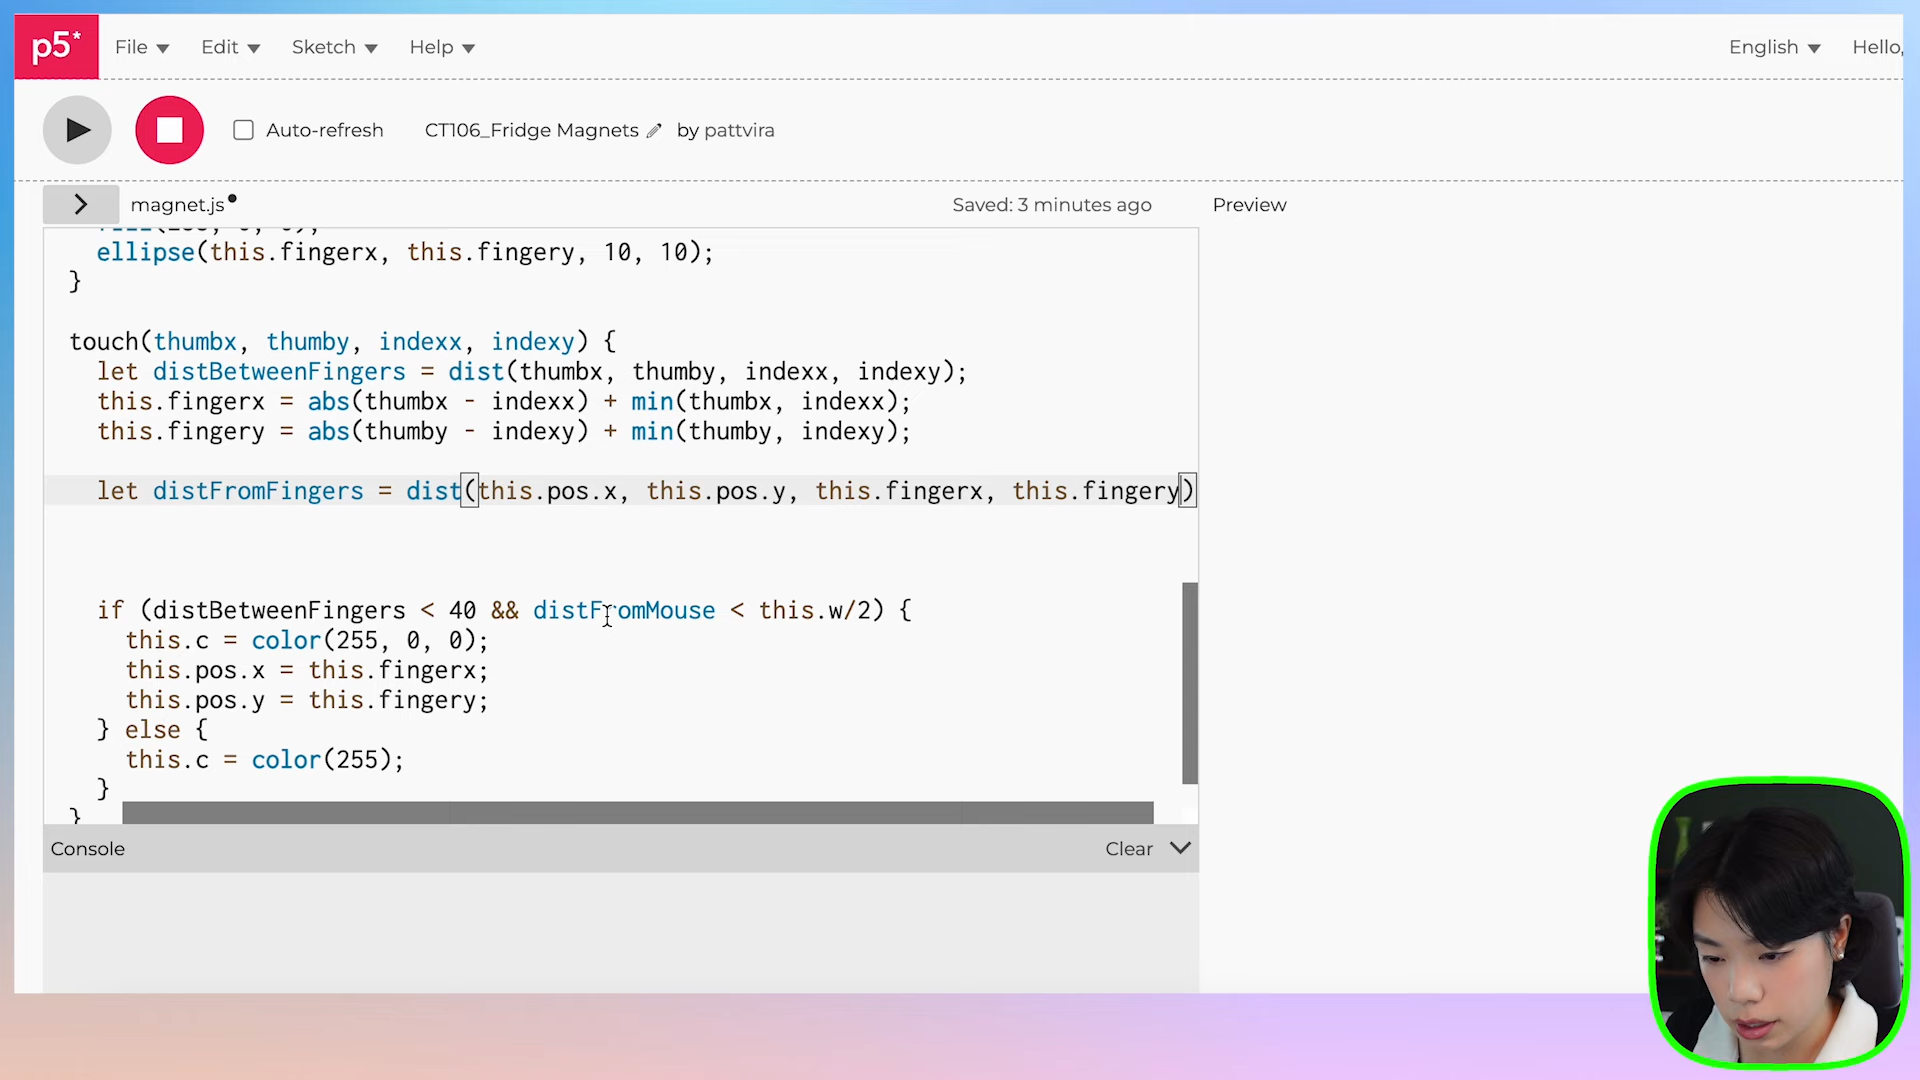 p5* File Edit Sketch Help English Hello,
Auto-refresh CT106_Fridge Magnets by pattvira
magnet.js Saved: 3 minutes ago Preview
ellipse(this.fingerx, this.fingery, 10, 10);
}
touch(thumbx, thumby, indexx, indexy) {
let distBetweenFingers = dist(thumbx, thumby, indexx, indexy);
this.fingerx = abs(thumbx - indexx) + min(thumbx, indexx);
this.fingery = abs(thumby - indexy) + min(thumby, indexy);
let distFromFingers = dist(this.pos.x, this.pos.y, this.fingerx, this.fingery)
if (distBetweenFingers < 40 && distFromMouse < this.w/2) {
this.c = color(255, 0, 0);
this.pos.x = this.fingerx;
this.pos.y = this.fingery;
} else {
this.c = color(255);
}
}
Console Clear